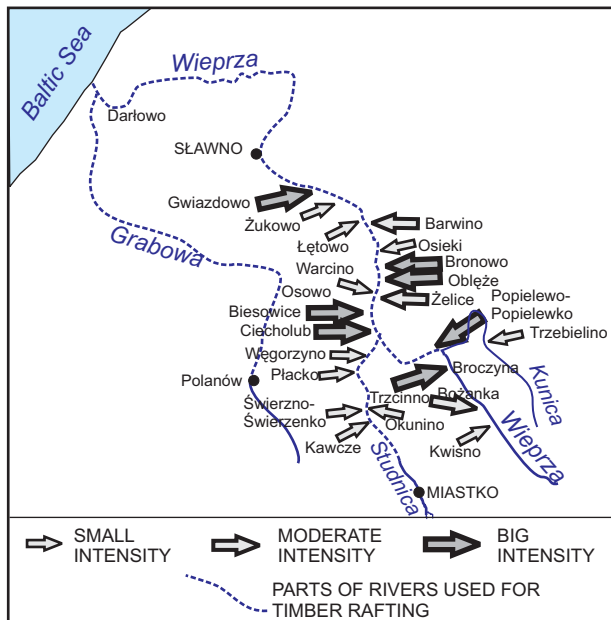 Baltic Sea
Wieprza
Darłowo
SŁAWNO
Gwiazdowo
Żukowo
Łętowo
Barwino
Osieki
Grabowa
Warcino
Bronowo
Osowo
Oblęże
Żelice
Biesowice
Popielewo-
Popielewko
Ciecholub
Trzebielino
Węgorzyno
Broczyna
Kunica
Płacko
Polanów
Trzcinno
Bożanka
Świerzno-
Świerzenko
Okunino
Wieprza
Kawcze
Kwisno
Studnica
MIASTKO
SMALL
INTENSITY
MODERATE
INTENSITY
BIG
INTENSITY
PARTS OF RIVERS USED FOR
TIMBER RAFTING